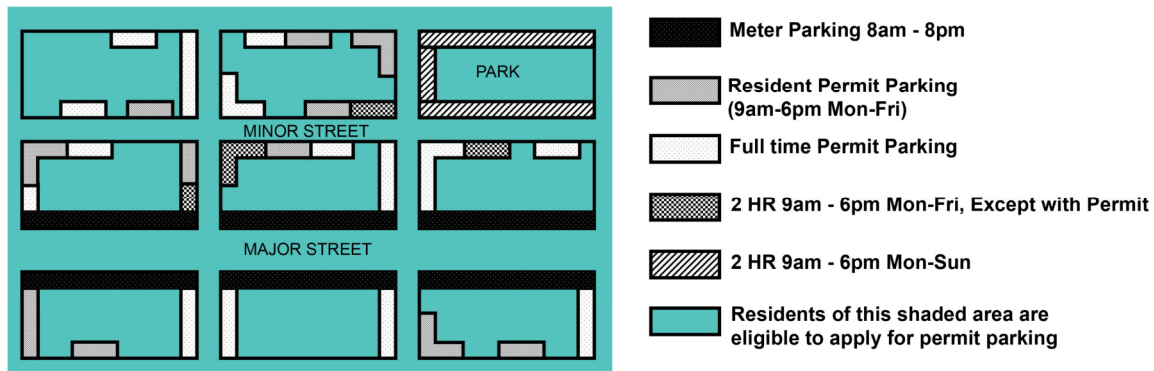 PARK
MINOR STREET
MAJOR STREET
Meter Parking 8am - 8pm
Resident Permit Parking
(9am-6pm Mon-Fri)
Full time Permit Parking
2 HR 9am - 6pm Mon-Fri, Except with Permit
2 HR 9am - 6pm Mon-Sun
Residents of this shaded area are
eligible to apply for permit parking